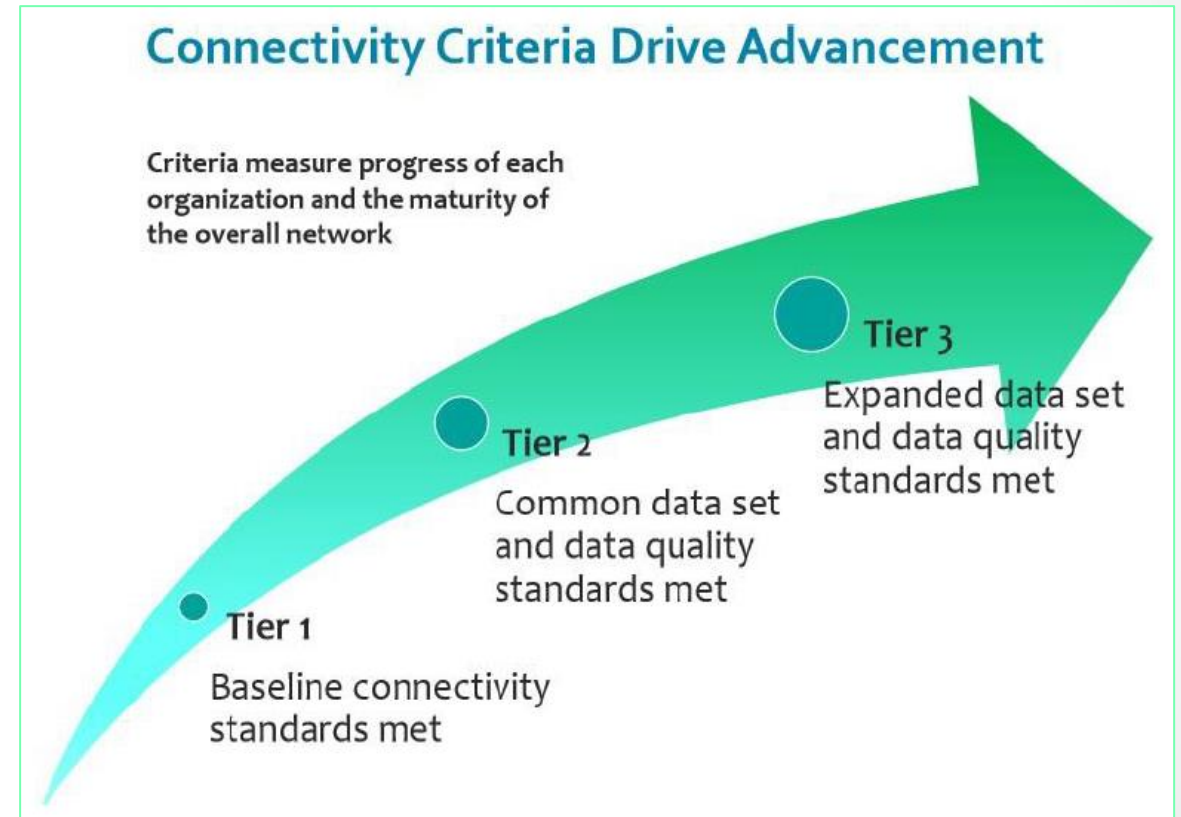 Connectivity Criteria Drive Advancement
Criteria measure progress of each
organization and the maturity of
the overall network
Tier 3
Expanded data set
and data quality
standards met
Tier 2
Common data set
and data quality
standards met
Tier 1
Baseline connectivity
standards met